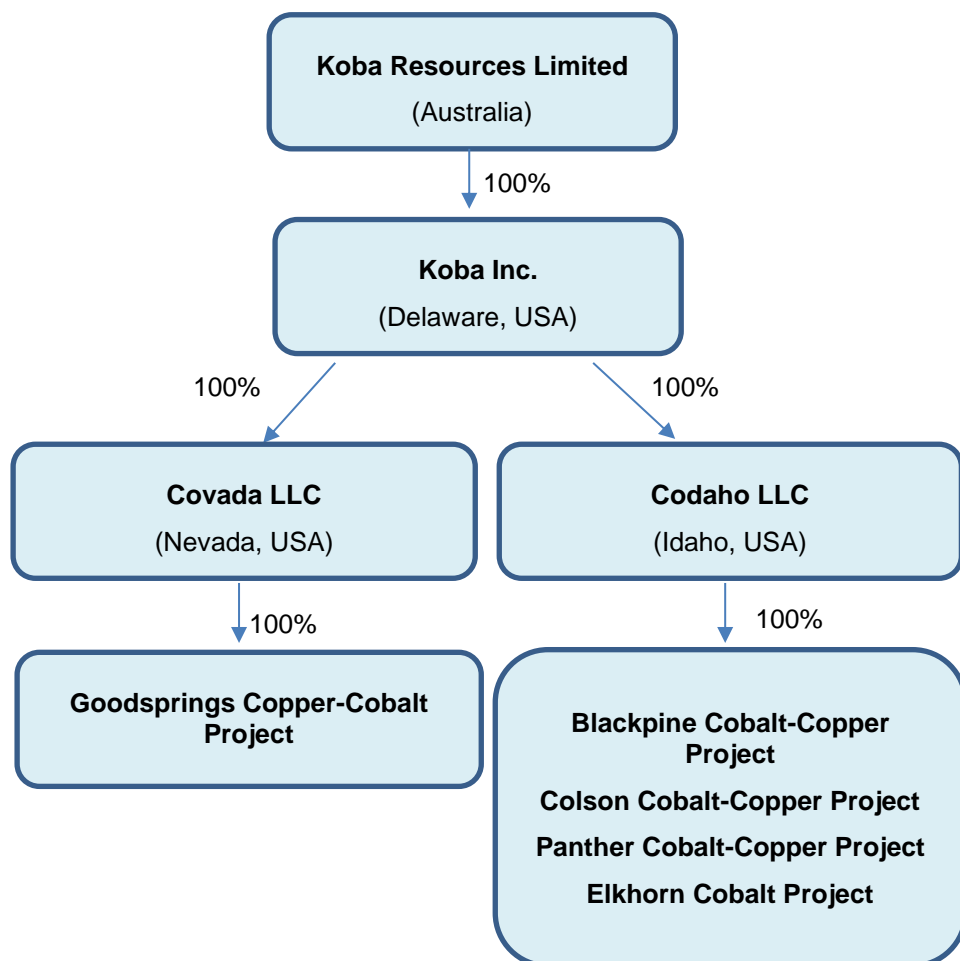 Koba Resources Limited
(Australia)
100%
Koba Inc.
(Delaware, USA)
100%
100%
Covada LLC
(Nevada, USA)
Codaho LLC
(Idaho, USA)
100%
100%
Goodsprings Copper-Cobalt
Project
Blackpine Cobalt-Copper
Project
Colson Cobalt-Copper Project
Panther Cobalt-Copper Project
Elkhorn Cobalt Project